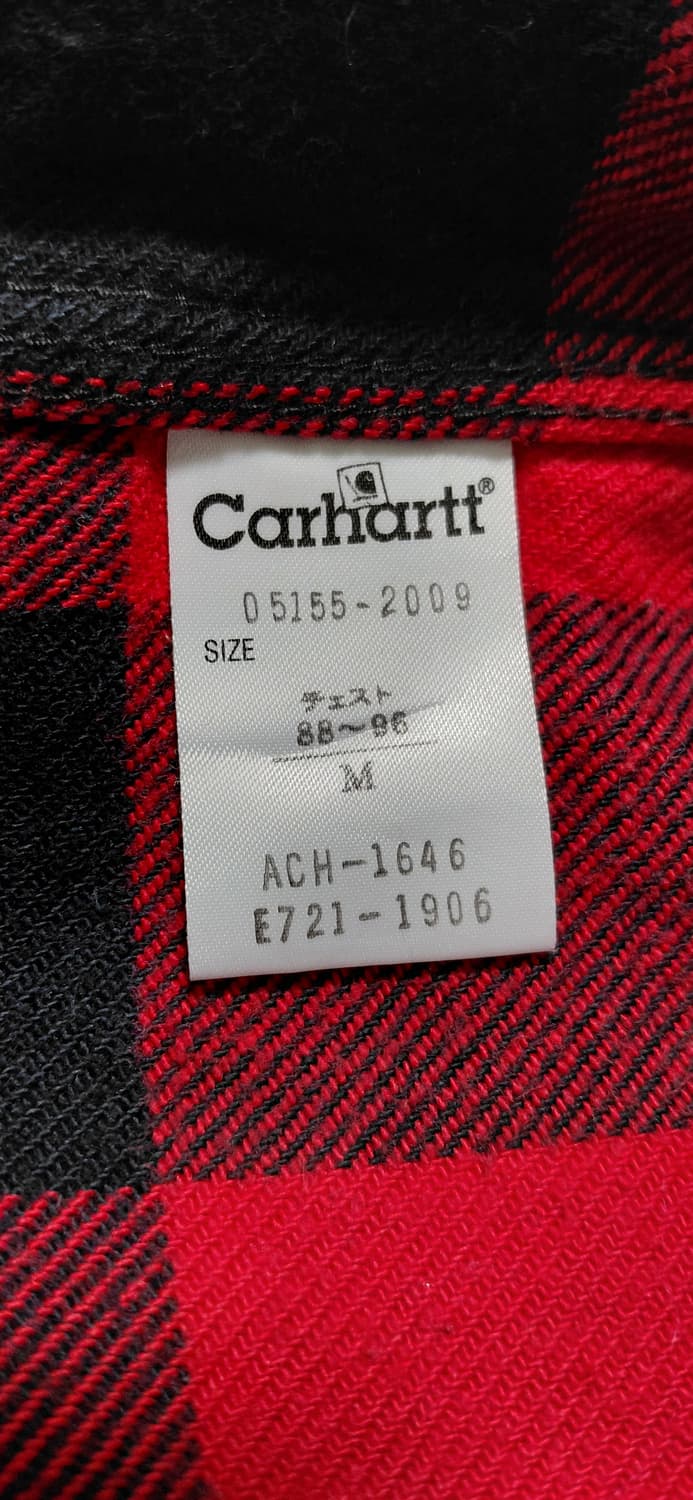 Carhartt®
05155-2009
SIZE
チェスト
88～96
M
ACH-1646
E721-1906